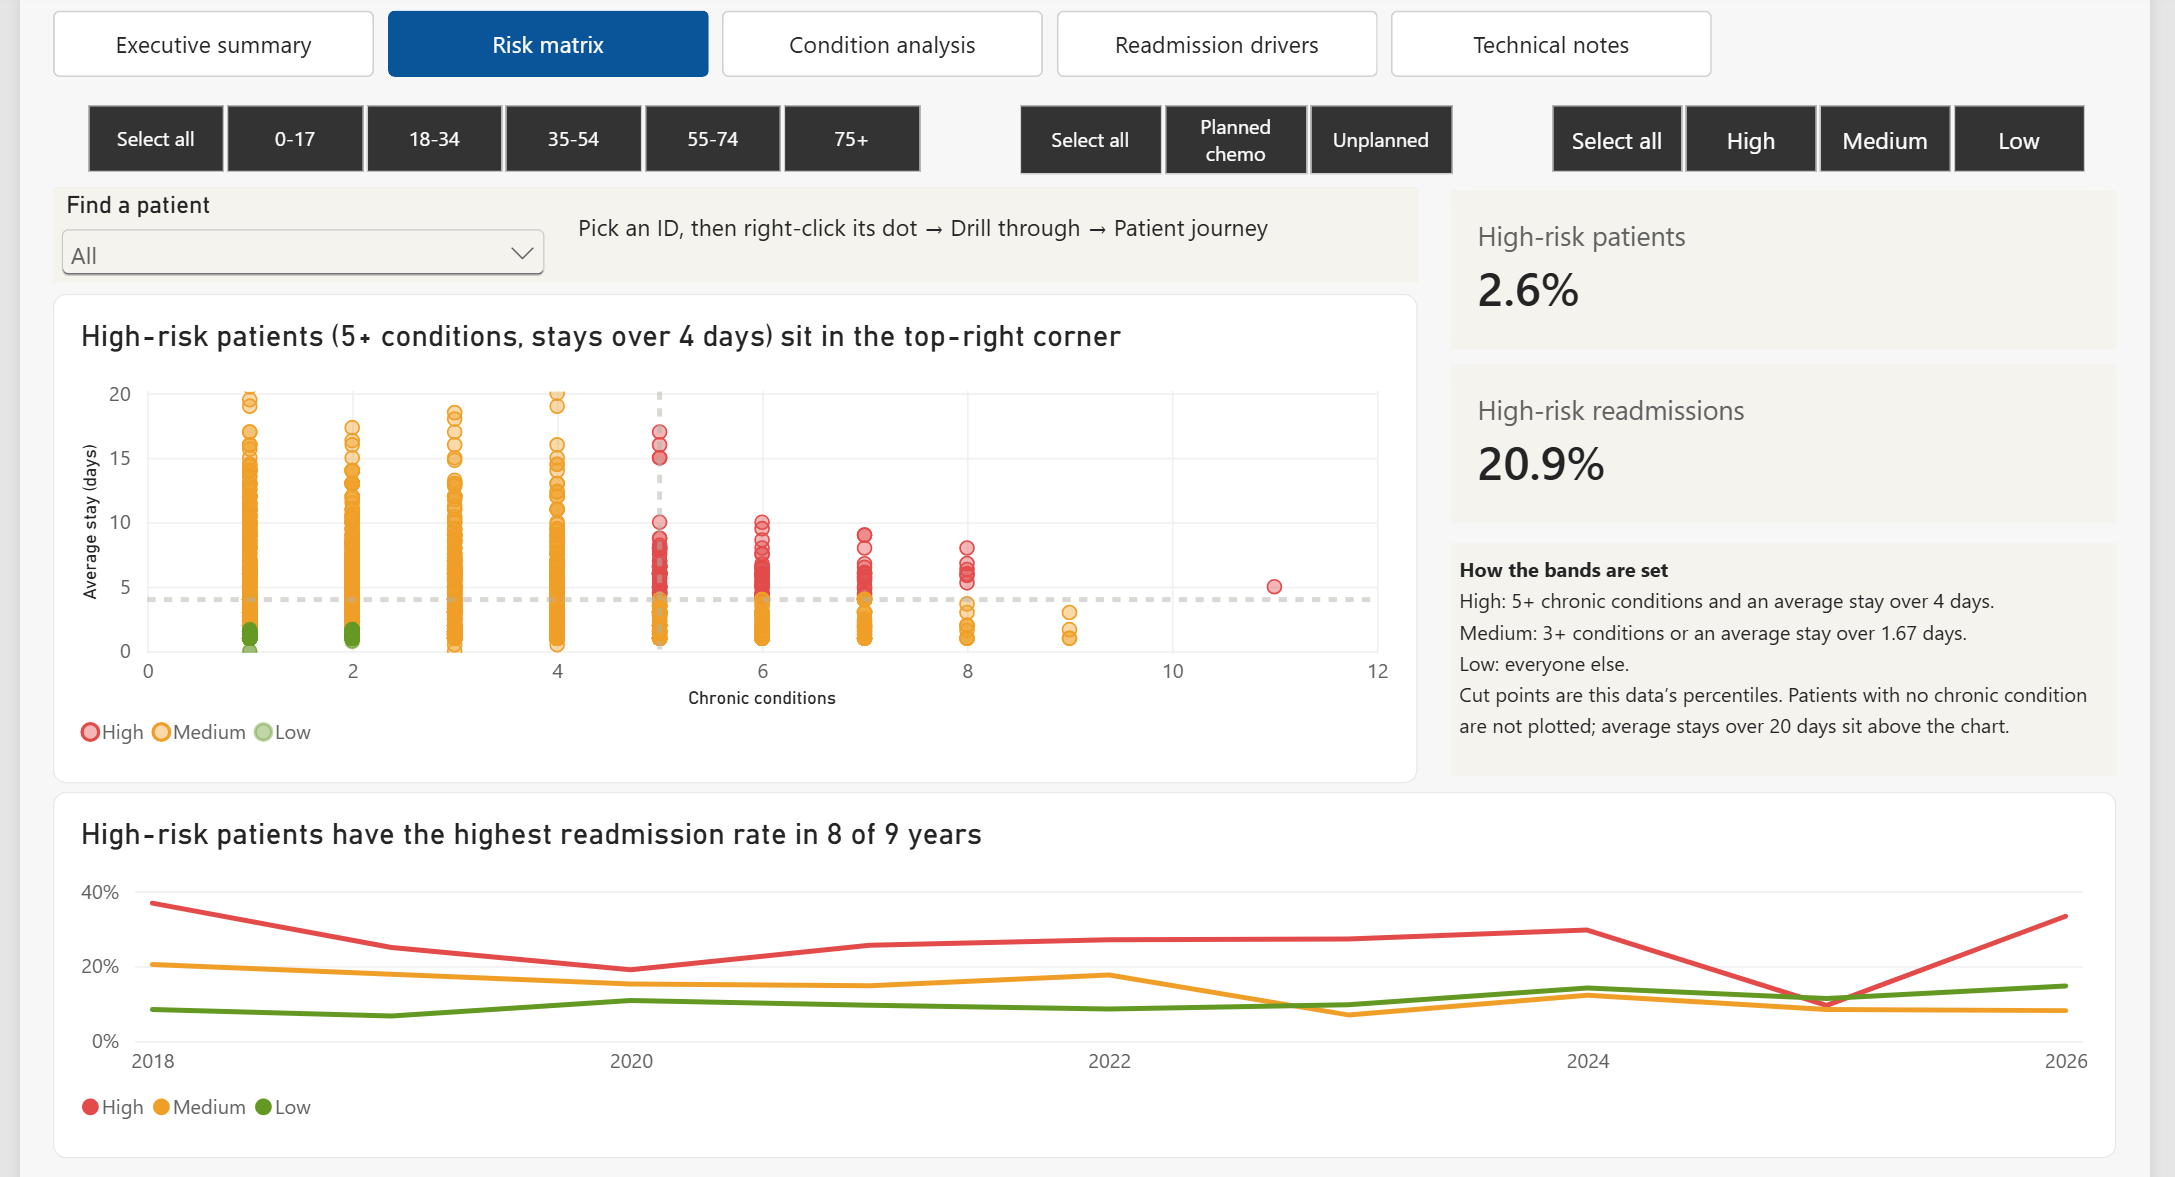 Executive summary
Risk matrix
Condition analysis
Readmission drivers
Technical notes
Select all
0-17
18-34
35-54
55-74
75+
Select all
Planned
chemo
Unplanned
Select all
High
Medium
Low
Find a patient
All
Pick an ID, then right-click its dot → Drill through → Patient journey
High-risk patients
2.6%
High-risk readmissions
20.9%
High-risk patients (5+ conditions, stays over 4 days) sit in the top-right corner
Average stay (days)
20
15
10
5
0
0
2
4
6
8
10
12
Chronic conditions
High
Medium
Low
How the bands are set
High: 5+ chronic conditions and an average stay over 4 days.
Medium: 3+ conditions or an average stay over 1.67 days.
Low: everyone else.
Cut points are this data’s percentiles. Patients with no chronic condition
are not plotted; average stays over 20 days sit above the chart.
High-risk patients have the highest readmission rate in 8 of 9 years
40%
20%
0%
2018
2020
2022
2024
2026
High
Medium
Low